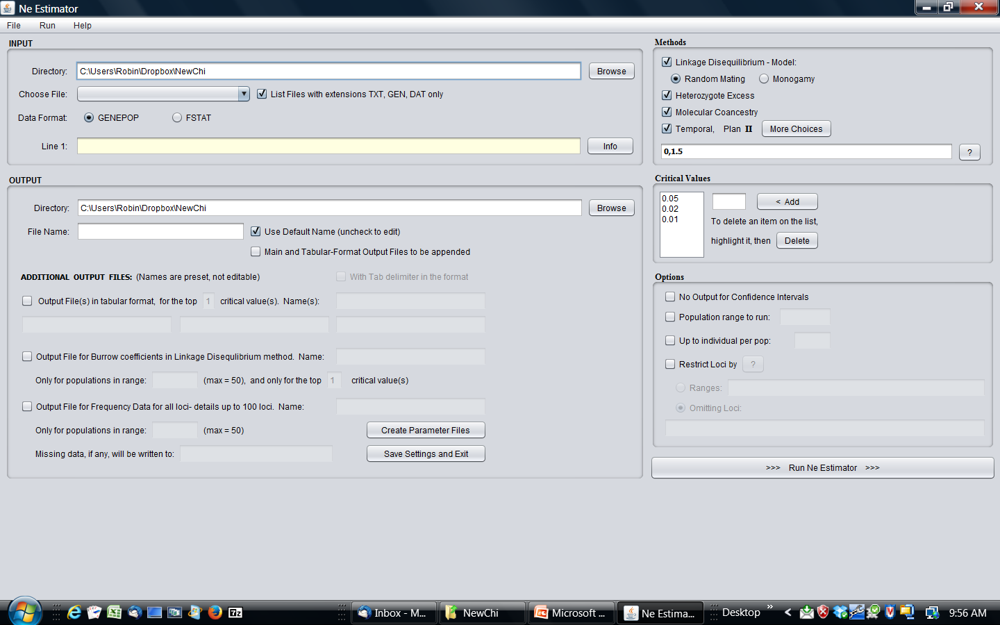 Ne Estimator
File Run Help
INPUT
Directory: C:\Users\Robin\Dropbox\NewChi Browse
Choose File: List Files with extensions TXT, GEN, DAT only
Data Format: GENEPOP FSTAT
Line 1: Info
OUTPUT
Directory: C:\Users\Robin\Dropbox\NewChi Browse
File Name: Use Default Name (uncheck to edit)
Main and Tabular-Format Output Files to be appended
ADDITIONAL OUTPUT FILES: (Names are preset, not editable) With Tab delimiter in the format
Output File(s) in tabular format, for the top 1 critical value(s). Name(s):
Output File for Burrow coefficients in Linkage Disequlibrium method. Name:
Only for populations in range: (max = 50), and only for the top 1 critical value(s)
Output File for Frequency Data for all loci- details up to 100 loci. Name:
Only for populations in range: (max = 50) Create Parameter Files
Missing data, if any, will be written to: Save Settings and Exit
Methods
Linkage Disequilibrium - Model:
Random Mating Monogamy
Heterozygote Excess
Molecular Coancestry
Temporal, Plan II More Choices
0,1.5 ?
Critical Values
0.05
0.02
0.01
< Add
To delete an item on the list,
highlight it, then Delete
Options
No Output for Confidence Intervals
Population range to run:
Up to individual per pop:
Restrict Loci by ?
Ranges:
Omitting Loci:
>>> Run Ne Estimator >>>
7z Inbox - M... NewChi Microsoft ... Ne Estima... Desktop » < 9:56 AM